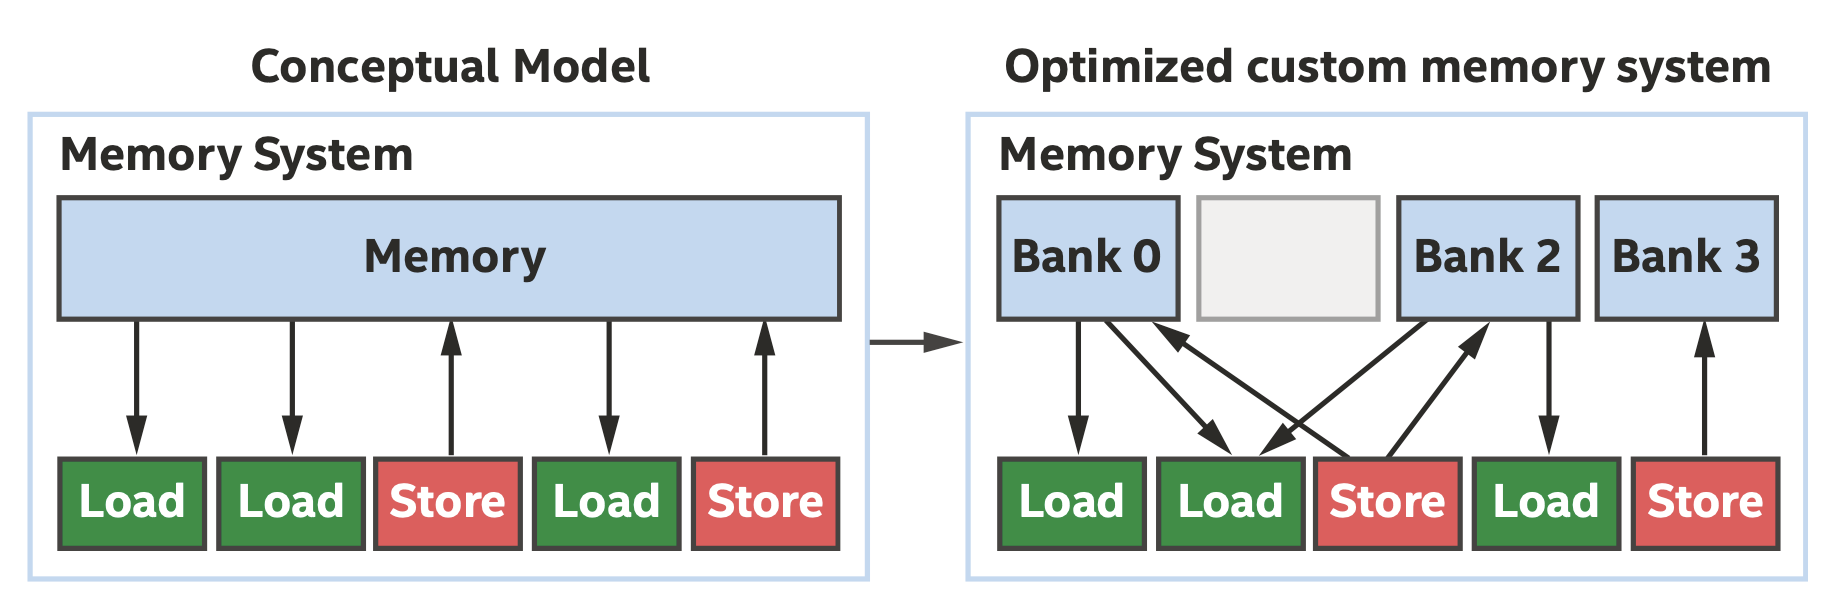 Conceptual Model
Memory System
Memory
Load Load Store Load Store
Optimized custom memory system
Memory System
Bank 0 Bank 2 Bank 3
Load Load Store Load Store